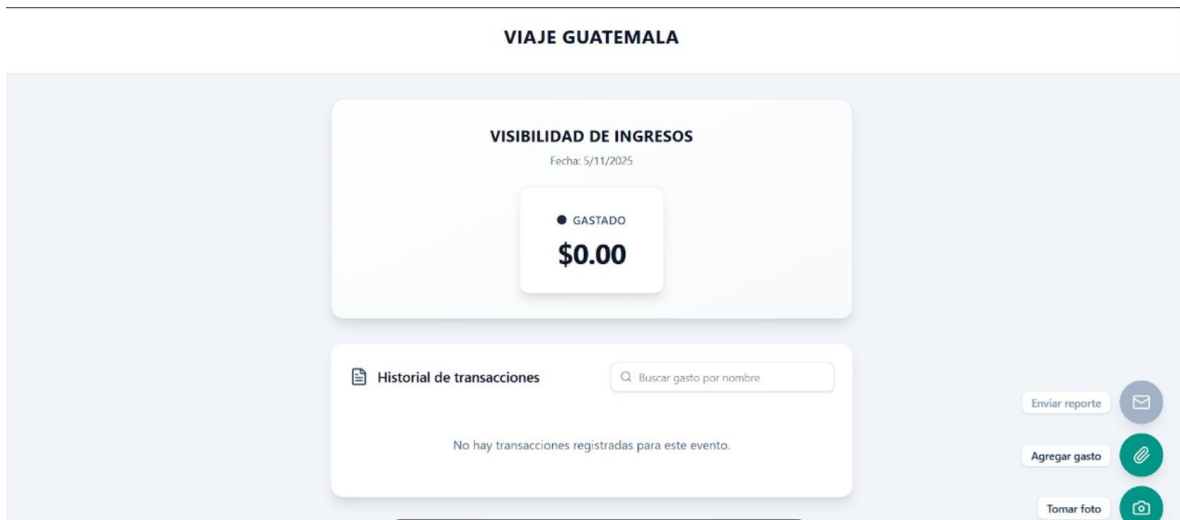 VIAJE GUATEMALA
VISIBILIDAD DE INGRESOS
Fecha: 5/11/2025
GASTADO
$0.00
Historial de transacciones
Buscar gasto por nombre
No hay transacciones registradas para este evento.
Enviar reporte
Agregar gasto
Tomar foto